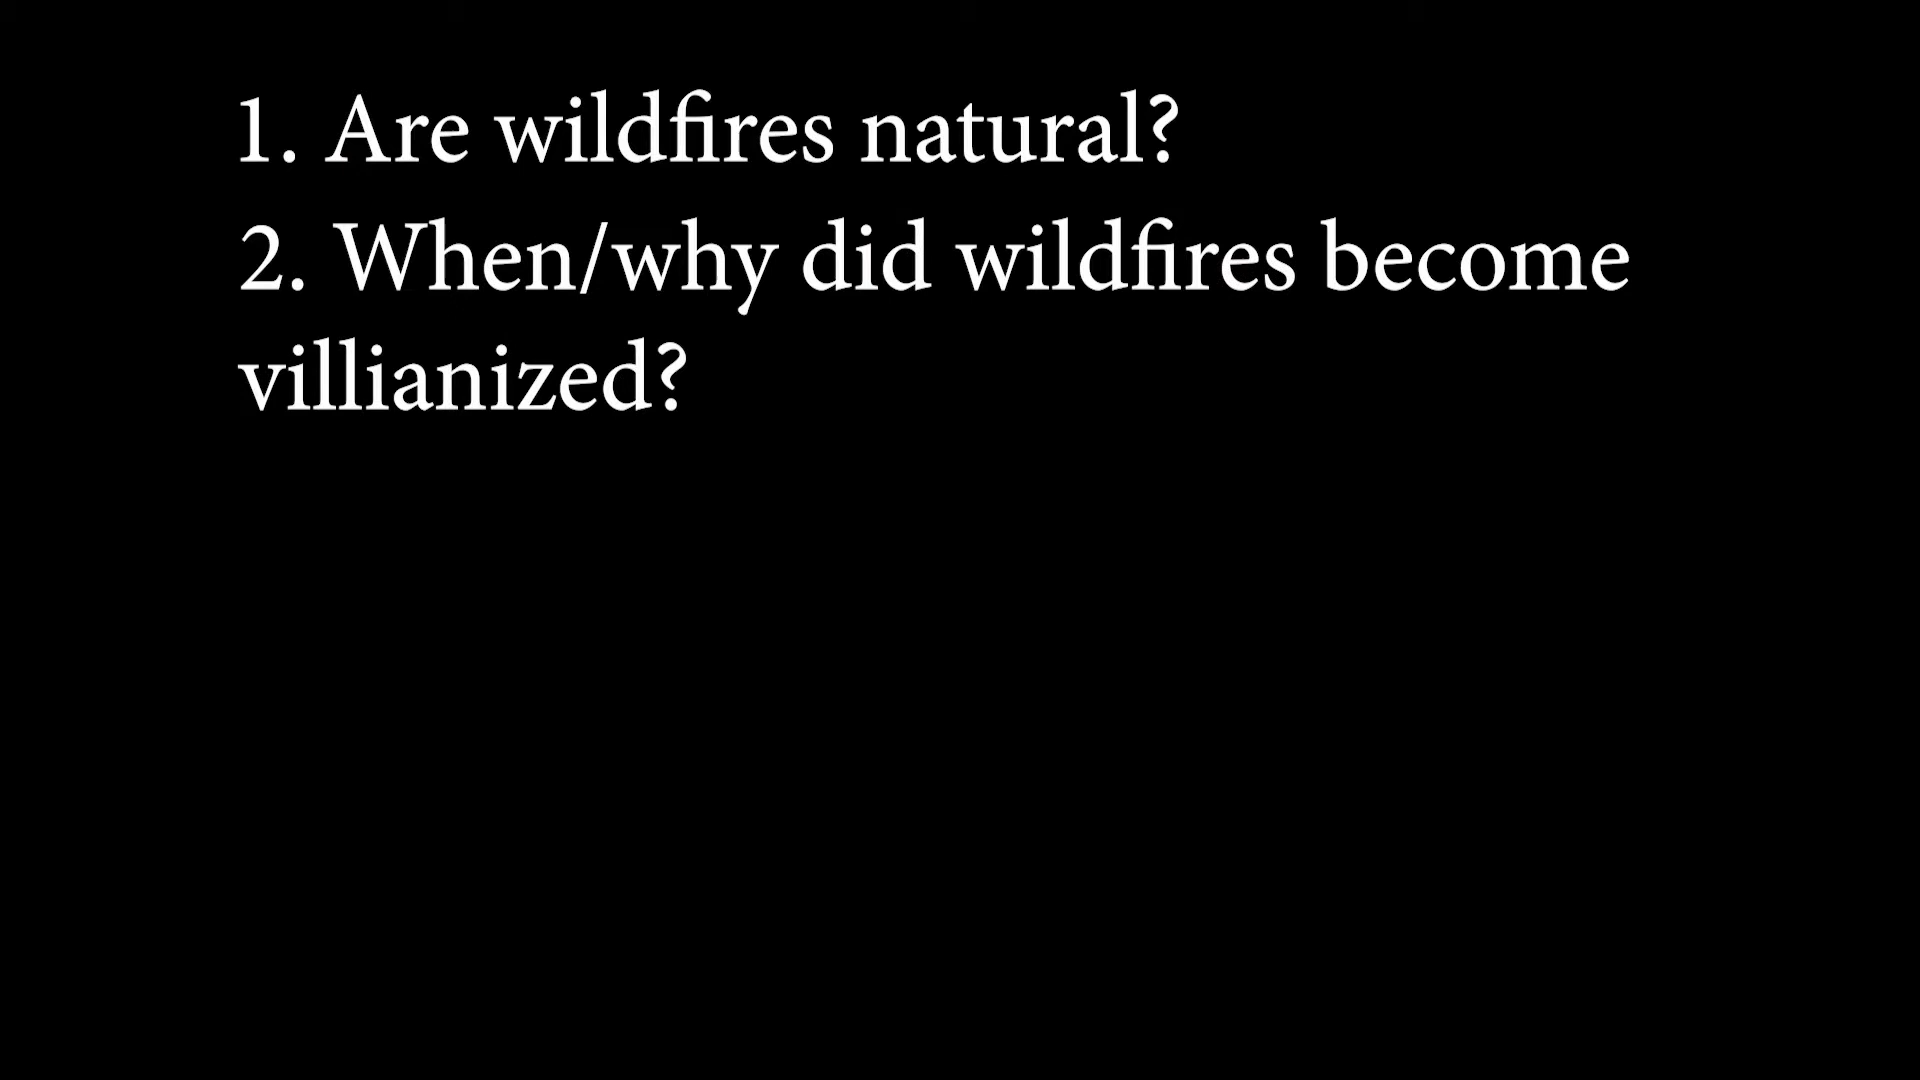 1. Are wildfires natural?
2. When/why did wildfires become
villianized?